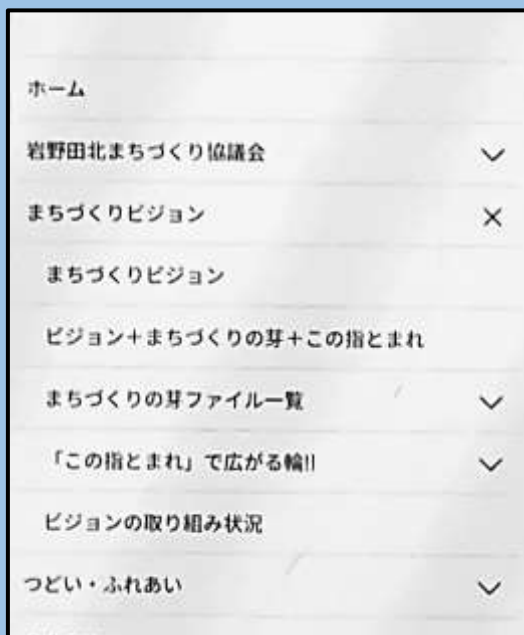 ホーム
岩野田北まちづくり協議会
まちづくりビジョン
まちづくりビジョン
ビジョン+まちづくりの芽+この指とまれ
まちづくりの芽ファイル一覧
「この指とまれ」で広がる輪!!
ビジョンの取り組み状況
つどい・ふれあい